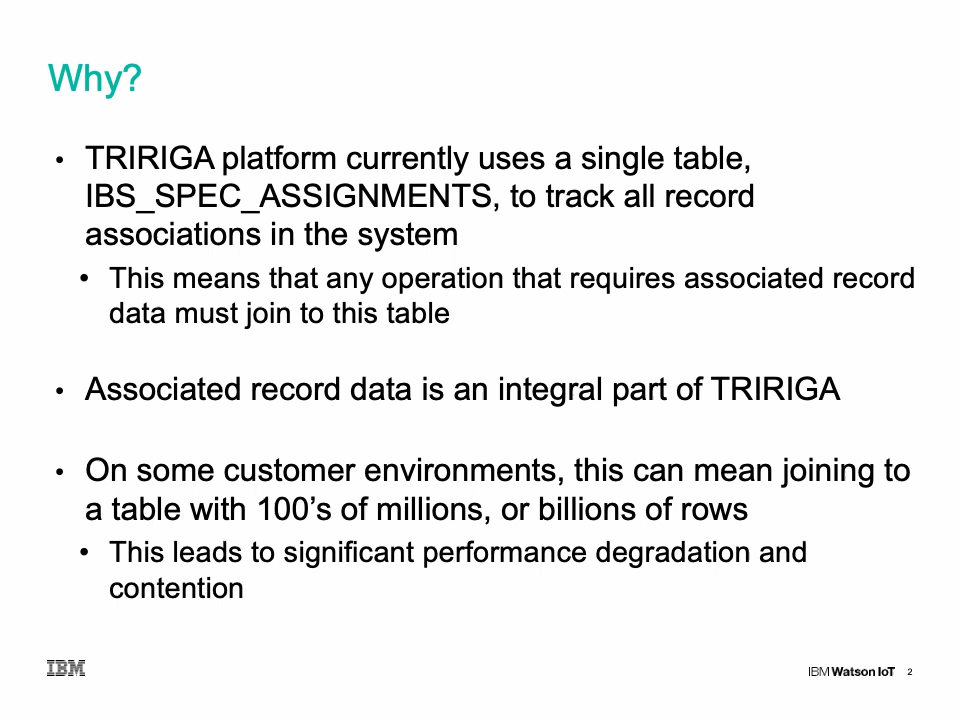 Why?
• TRIRIGA platform currently uses a single table,
IBS_SPEC_ASSIGNMENTS, to track all record
associations in the system
• This means that any operation that requires associated record
data must join to this table
• Associated record data is an integral part of TRIRIGA
• On some customer environments, this can mean joining to
a table with 100’s of millions, or billions of rows
• This leads to significant performance degradation and
contention
IBM
IBM Watson IoT 2